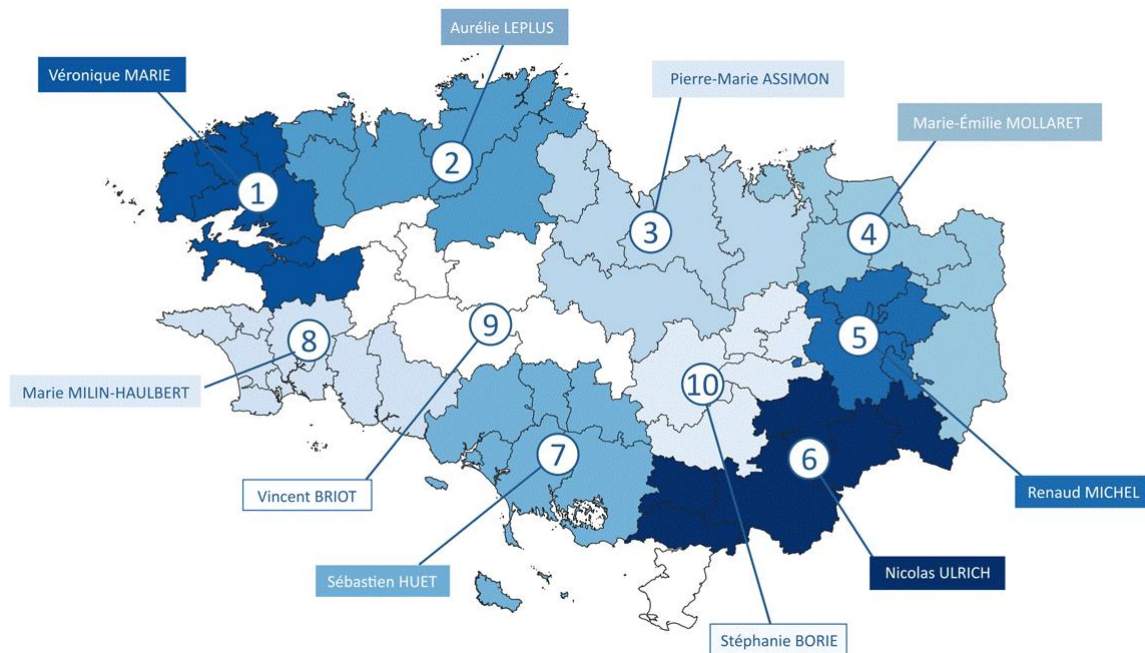 Aurélie LEPLUS
Véronique MARIE
Pierre-Marie ASSIMON
Marie-Émilie MOLLARET
2
1
3
4
9
5
8
10
Marie MILIN-HAULBERT
7
6
Vincent BRIOT
Renaud MICHEL
Sébastien HUET
Nicolas ULRICH
Stéphanie BORIE